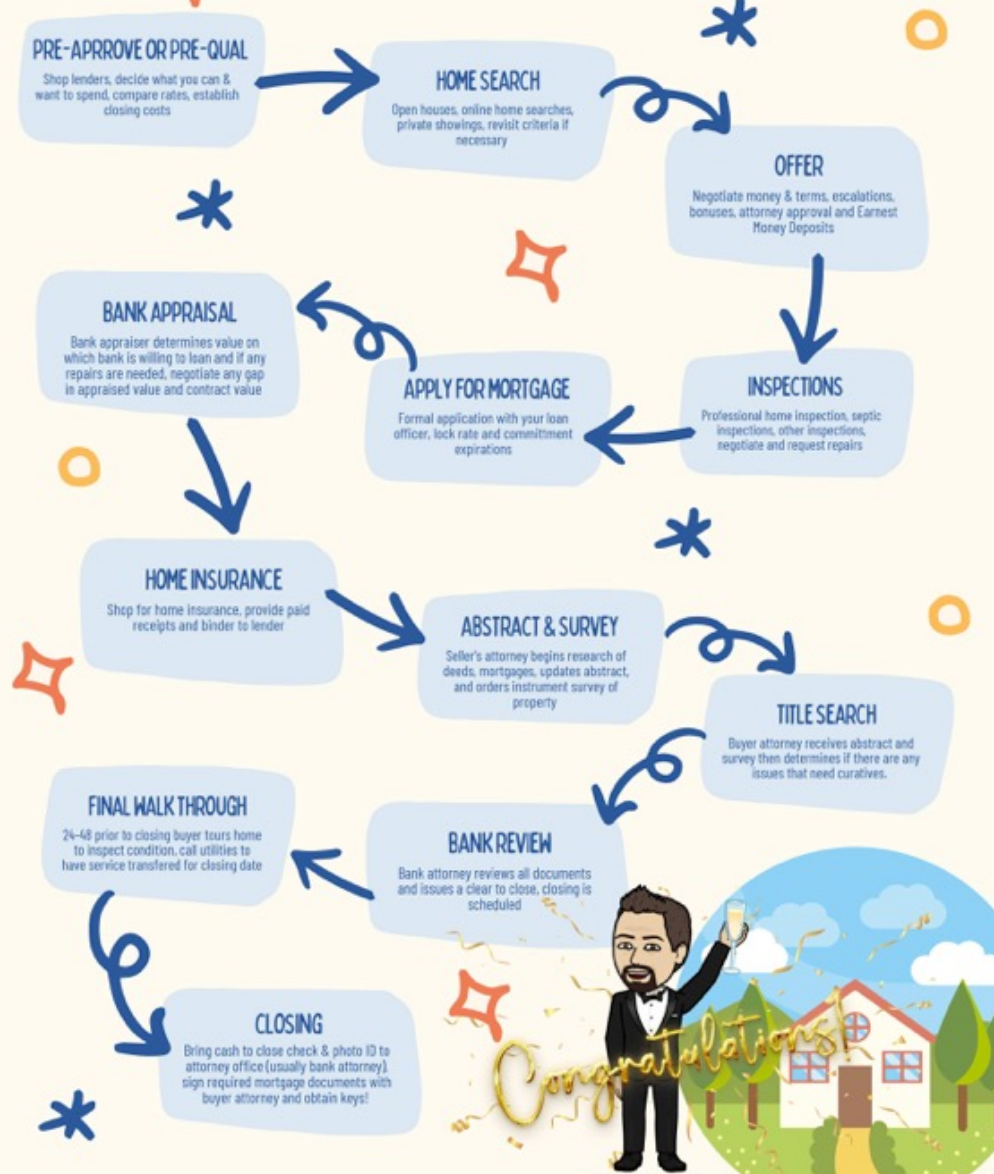 PRE-APRROVE OR PRE-QUAL
Shop lenders, decide what you can &
want to spend, compare rates, establish
closing costs
HOME SEARCH
Open houses, online home searches,
private showings, revisit criteria if
necessary
OFFER
Negotiate money & terms, escalations,
bonuses, attorney approval and Earnest
Money Deposits
INSPECTIONS
Professional home inspection, septic
inspections, other inspections,
negotiate and request repairs
APPLY FOR MORTGAGE
Formal application with your loan
officer, lock rate and committment
expirations
BANK APPRAISAL
Bank appraiser determines value on
which bank is willing to loan and if any
repairs are needed, negotiate any gap
in appraised value and contract value
HOME INSURANCE
Shop for home insurance, provide paid
receipts and binder to lender
ABSTRACT & SURVEY
Seller's attorney begins research of
deeds, mortgages, updates abstract,
and orders instrument survey of
property
TITLE SEARCH
Buyer attorney receives abstract and
survey then determines if there are any
issues that need curatives.
BANK REVIEW
Bank attorney reviews all documents
and issues a clear to close, closing is
scheduled
FINAL WALK THROUGH
24-48 prior to closing buyer tours home
to inspect condition, call utilities to
have service transfered for closing date
CLOSING
Bring cash to close check & photo ID to
attorney office (usually bank attorney)
sign required mortgage documents with
buyer attorney and obtain keys!
Congratulations!